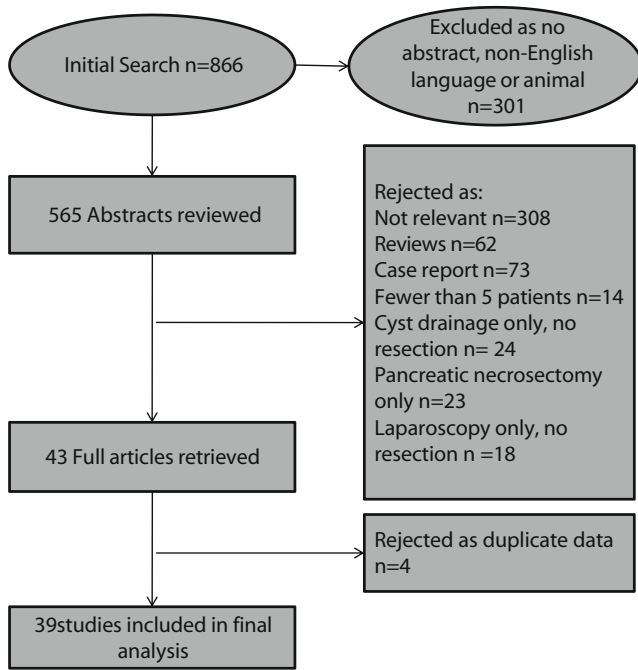 Initial Search n=866
Excluded as no
abstract, non-English
language or animal
n=301
565 Abstracts reviewed
Rejected as:
Not relevant n=308
Reviews n=62
Case report n=73
Fewer than 5 patients n=14
Cyst drainage only, no
resection n= 24
Pancreatic necrosectomy
only n=23
Laparoscopy only, no
resection n =18
43 Full articles retrieved
Rejected as duplicate data
n=4
39studies included in final
analysis